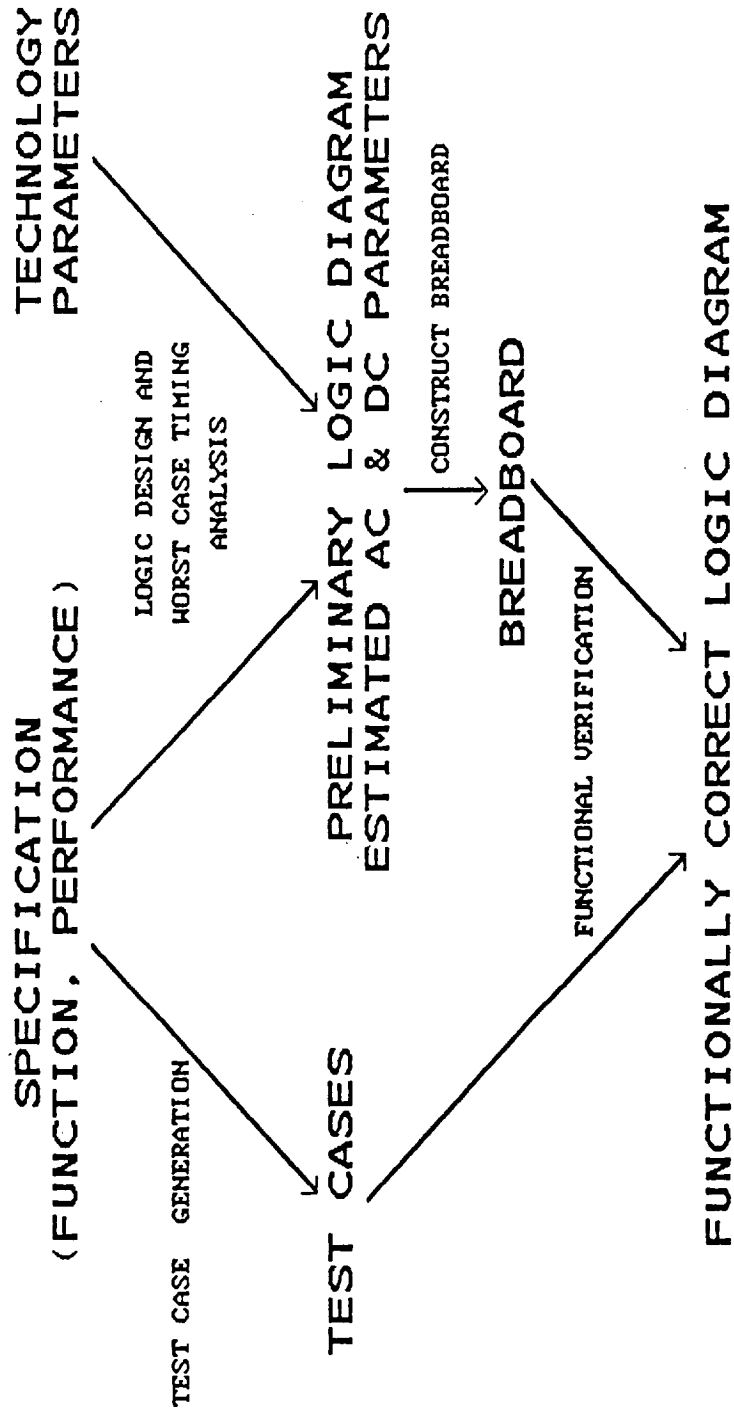 SPECIFICATION
(FUNCTION, PERFORMANCE)
TECHNOLOGY
PARAMETERS
TEST CASE GENERATION
LOGIC DESIGN AND
WORST CASE TIMING
ANALYSIS
TEST CASES
PRELIMINARY LOGIC DIAGRAM
ESTIMATED AC & DC PARAMETERS
CONSTRUCT BREADBOARD
BREADBOARD
FUNCTIONAL VERIFICATION
FUNCTIONALLY CORRECT LOGIC DIAGRAM